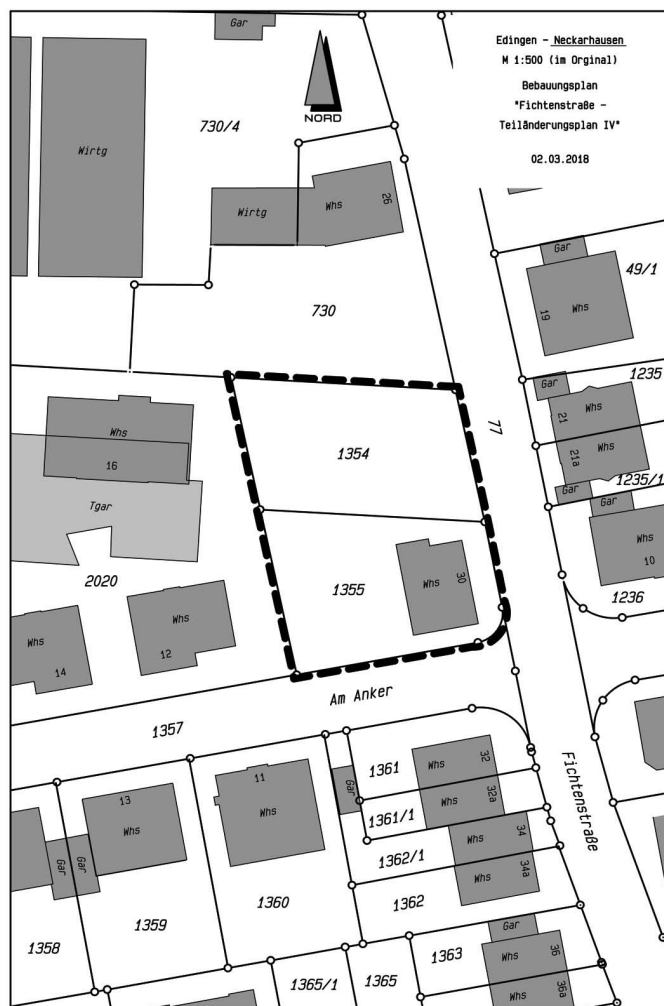 Gar
Edingen - Neckarhausen
M 1:500 (im Orginal)
Bebauungsplan
"Fichtenstraße -
Teiländerungsplan IV"
02.03.2018
NORD
730/4
Wirtg
Wirtg
Whs
26
Gar
49/1
19
Whs
730
1235
Gar
21
Whs
Whs
16
77
1354
21a
Whs
1235/1
Gar
Gar
Tgar
Whs
10
2020
1355
Whs
30
1236
Whs
12
Whs
14
Am Anker
1357
Fichtenstraße
1361
Whs
32
11
Whs
Gar
13
Whs
1361/1
Whs
32a
34
Whs
Gar
Gar
1362/1
34a
Whs
1360
1362
1359
1358
1363
Gar
36
Whs
1365/1
1365
36a
Whs